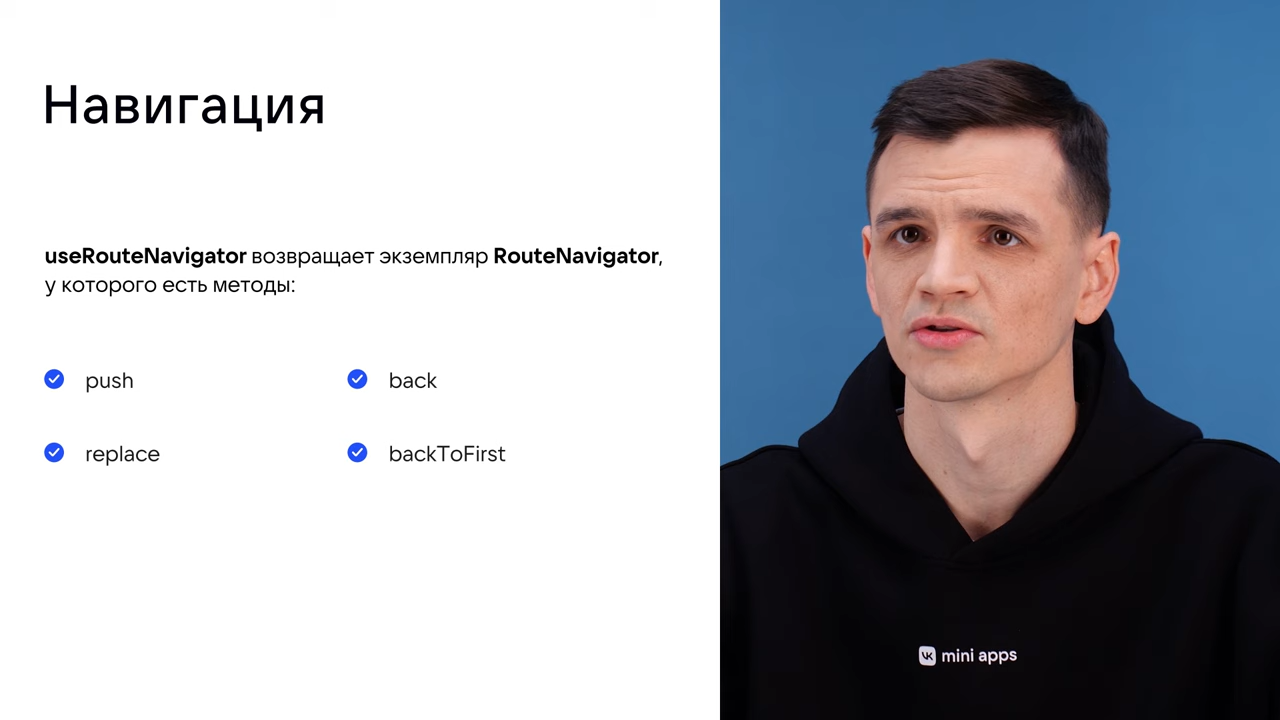 Навигация
useRouteNavigator возвращает экземпляр RouteNavigator,
у которого есть методы:
push
back
replace
backToFirst
mini apps